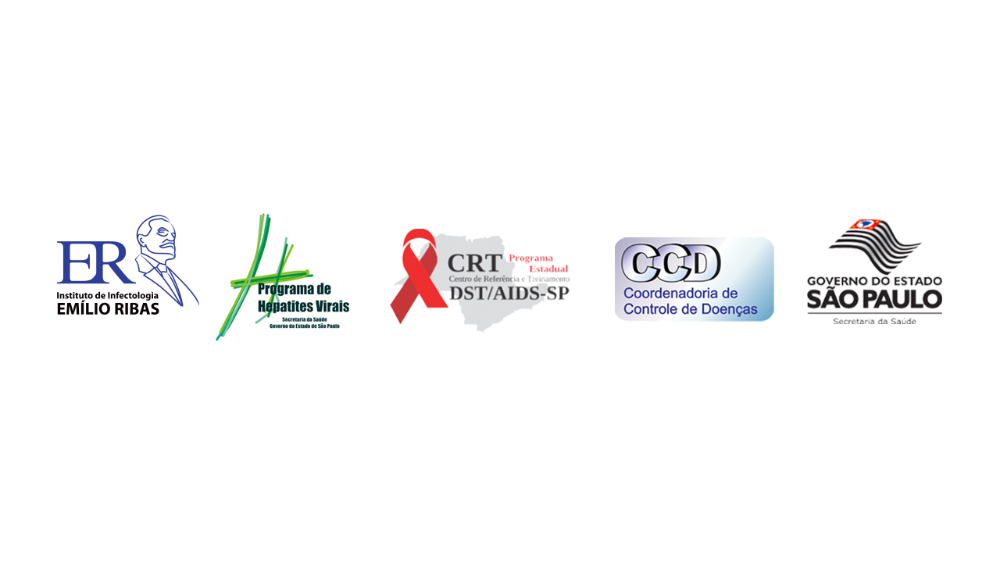 ER
Instituto de Infectologia
EMÍLIO RIBAS
Programa de
Hepatites Virais
Secretaria da Saúde
Governo do Estado de São Paulo
CRT Programa
Estadual
Centro de Referência e Treinamento
DST/AIDS-SP
CCD
Coordenadoria de
Controle de Doenças
GOVERNO DO ESTADO
SÃO PAULO
Secretaria da Saúde